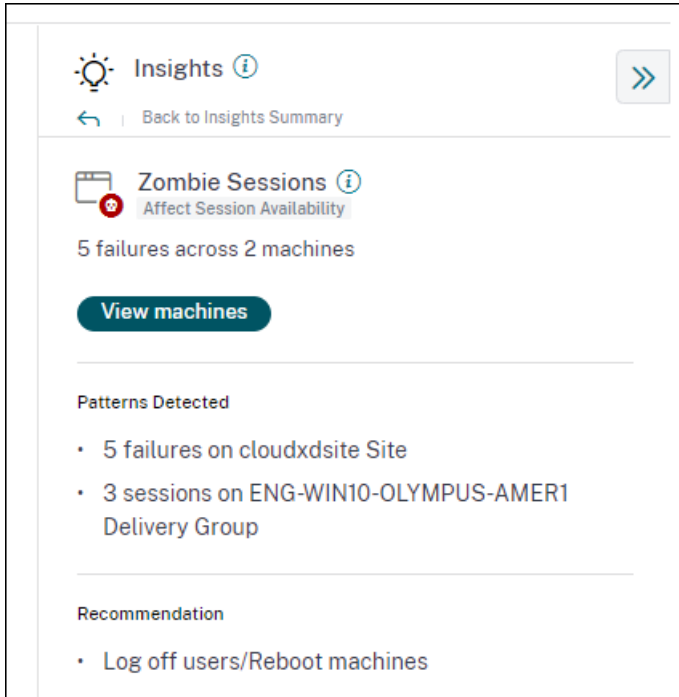 Insights
Back to Insights Summary
Zombie Sessions
Affect Session Availability
5 failures across 2 machines
View machines
Patterns Detected
• 5 failures on cloudxdsite Site
• 3 sessions on ENG-WIN10-OLYMPUS-AMER1
Delivery Group
Recommendation
• Log off users/Reboot machines